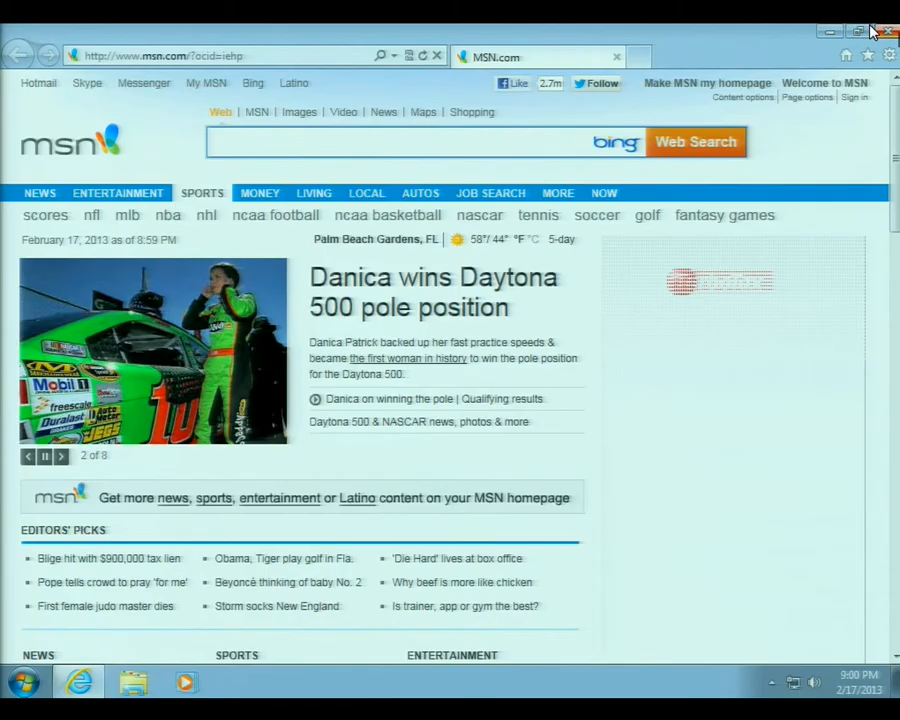 http://www.msn.com/?ocid=iehp
MSN.com
Hotmail Skype Messenger My MSN Bing Latino
Like 2.7m Follow
Make MSN my homepage Welcome to MSN
Content options | Page options | Sign in
Web | MSN | Images | Video | News | Maps | Shopping
msn
bing Web Search
NEWS ENTERTAINMENT SPORTS MONEY LIVING LOCAL AUTOS JOB SEARCH MORE NOW
scores nfl mlb nba nhl ncaa football ncaa basketball nascar tennis soccer golf fantasy games
February 17, 2013 as of 8:59 PM
Palm Beach Gardens, FL 58°/ 44° °F °C 5-day
Danica wins Daytona
500 pole position
Danica Patrick backed up her fast practice speeds &
became the first woman in history to win the pole position
for the Daytona 500.
Danica on winning the pole | Qualifying results
Daytona 500 & NASCAR news, photos & more
Mobil 1
freescale
Duralast
Auto
Meter
JEGS
10
2 of 8
msn Get more news, sports, entertainment or Latino content on your MSN homepage
EDITORS' PICKS
Blige hit with $900,000 tax lien
Pope tells crowd to pray 'for me'
First female judo master dies
Obama, Tiger play golf in Fla.
Beyoncé thinking of baby No. 2
Storm socks New England
'Die Hard' lives at box office
Why beef is more like chicken
Is trainer, app or gym the best?
NEWS SPORTS ENTERTAINMENT
9:00 PM
2/17/2013